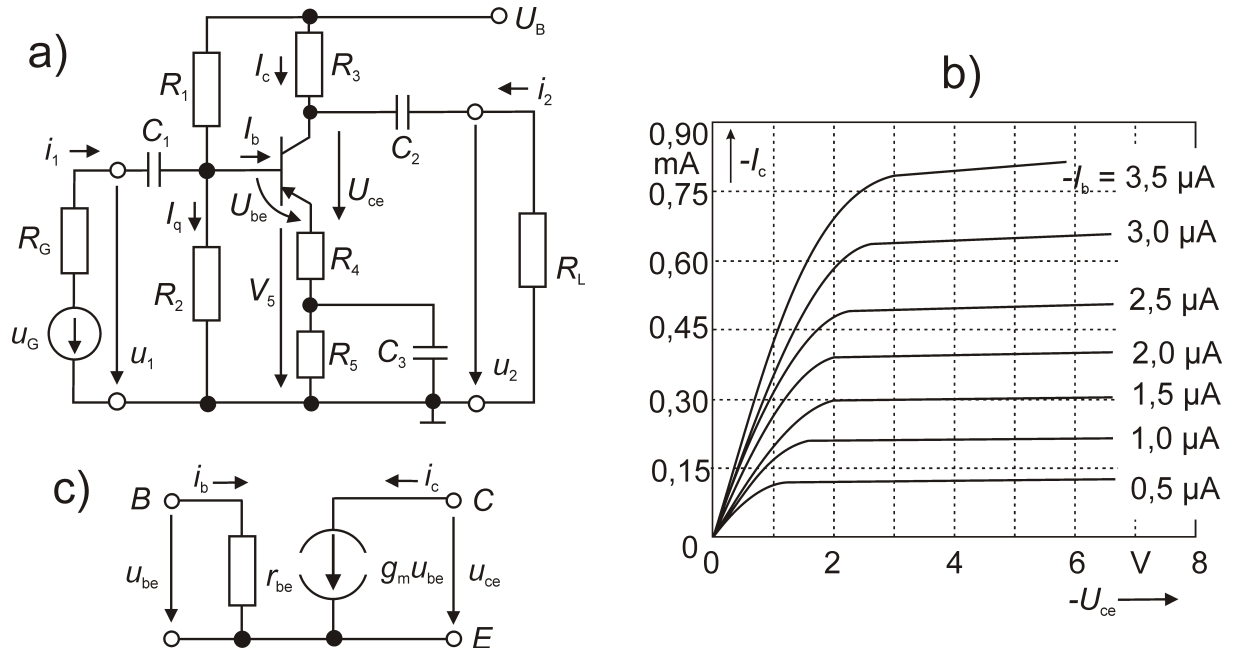 a)
U_B
I_c
R_3
R_1
i_2
C_1
I_b
C_2
i_1
U_ce
I_q
U_be
R_G
R_4
R_L
R_2
V_5
u_G
u_1
R_5
C_3
u_2
b)
0,90
mA
-I_c
-I_b = 3,5 µA
0,75
3,0 µA
0,60
2,5 µA
0,45
2,0 µA
0,30
1,5 µA
1,0 µA
0,15
0,5 µA
0
0 2 4 6 V 8
-U_ce
c)
i_b
i_c
B
C
u_be
r_be
g_m u_be
u_ce
E